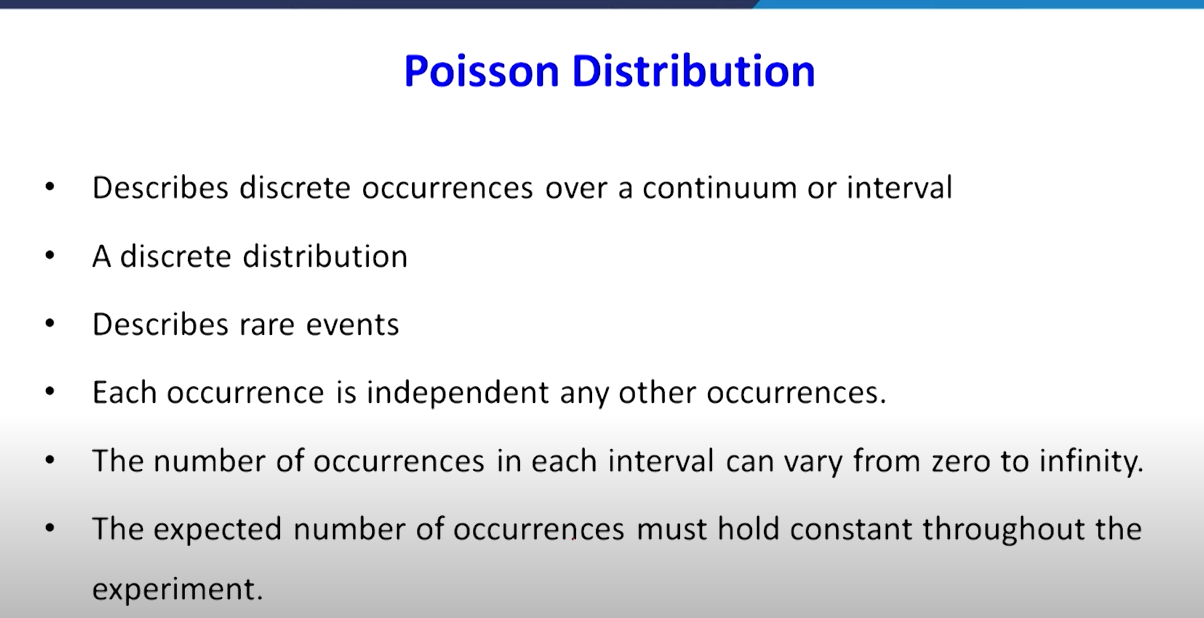 Poisson Distribution
• Describes discrete occurrences over a continuum or interval
• A discrete distribution
• Describes rare events
• Each occurrence is independent any other occurrences.
• The number of occurrences in each interval can vary from zero to infinity.
• The expected number of occurrences must hold constant throughout the
experiment.